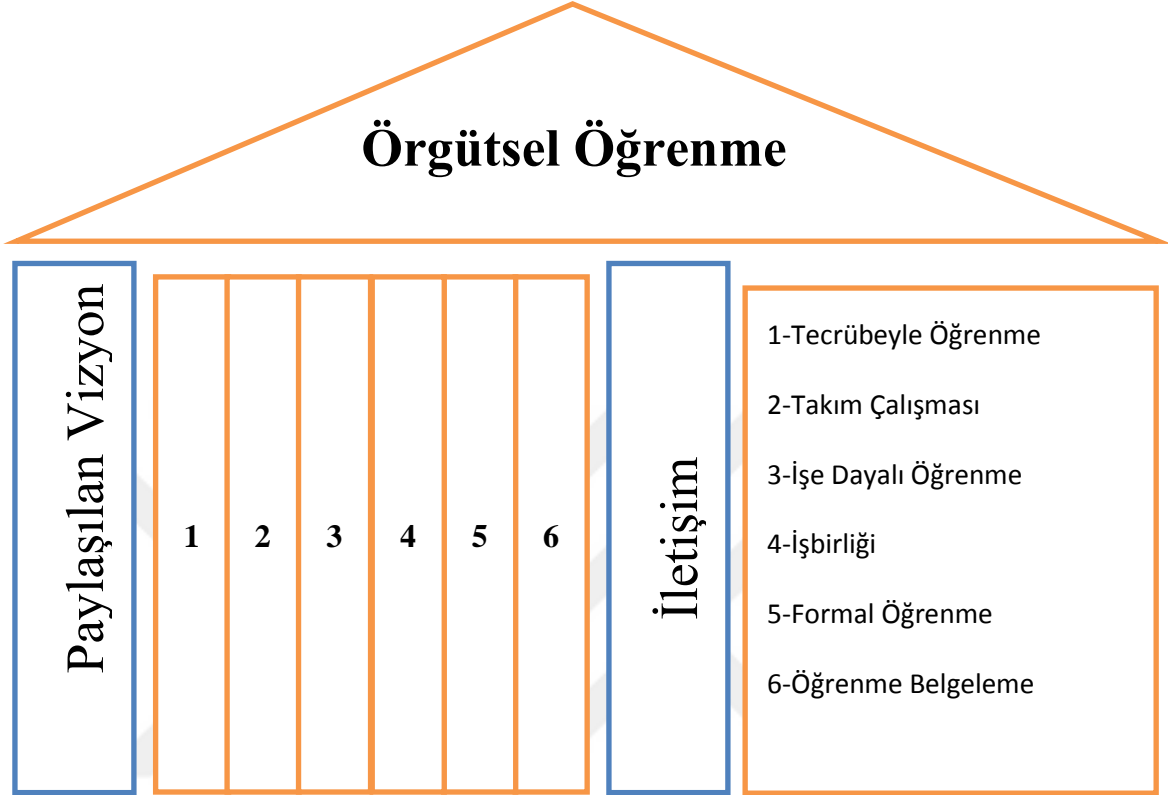 Örgütsel Öğrenme
Paylaşılan Vizyon
1 2 3 4 5 6
İletişim
1-Tecrübeyle Öğrenme
2-Takım Çalışması
3-İşe Dayalı Öğrenme
4-İşbirliği
5-Formal Öğrenme
6-Öğrenme Belgeleme